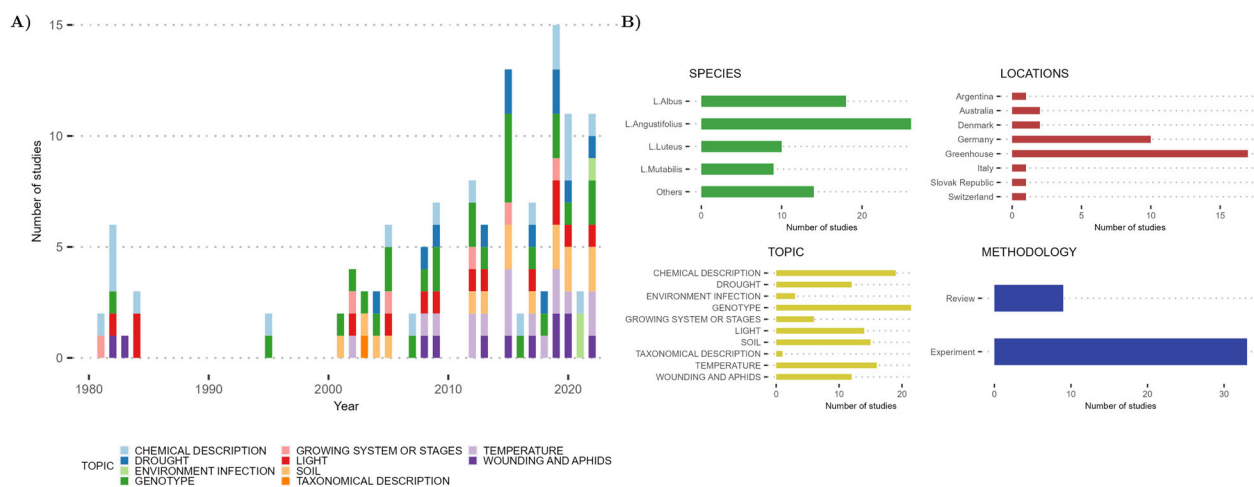 A)
15
10
5
0
Number of studies
1980
1990
2000
2010
2020
Year
TOPIC
CHEMICAL DESCRIPTION
DROUGHT
ENVIRONMENT INFECTION
GENOTYPE
GROWING SYSTEM OR STAGES
LIGHT
SOIL
TAXONOMICAL DESCRIPTION
TEMPERATURE
WOUNDING AND APHIDS
B)
SPECIES
L.Albus
L.Angustifolius
L.Luteus
L.Mutabilis
Others
0
10
20
Number of studies
LOCATIONS
Argentina
Australia
Denmark
Germany
Greenhouse
Italy
Slovak Republic
Switzerland
0
5
10
15
Number of studies
TOPIC
CHEMICAL DESCRIPTION
DROUGHT
ENVIRONMENT INFECTION
GENOTYPE
GROWING SYSTEM OR STAGES
LIGHT
SOIL
TAXONOMICAL DESCRIPTION
TEMPERATURE
WOUNDING AND APHIDS
0
10
20
Number of studies
METHODOLOGY
Review
Experiment
0
10
20
30
Number of studies